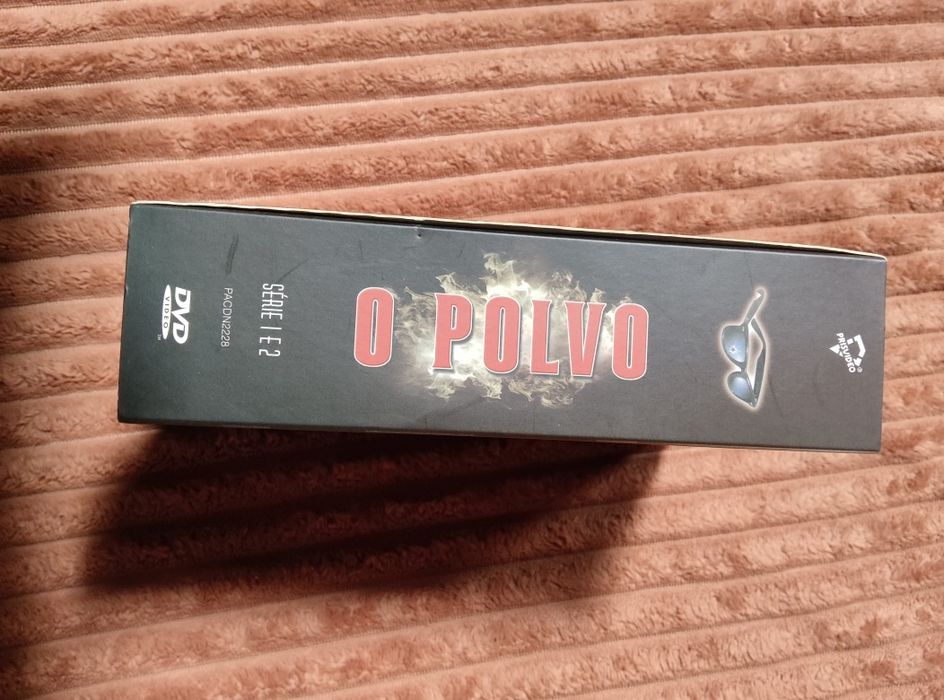 PRISVIDEO ®
O POLVO
SÉRIE 1 E 2
PACDN2228
DVD
VIDEO